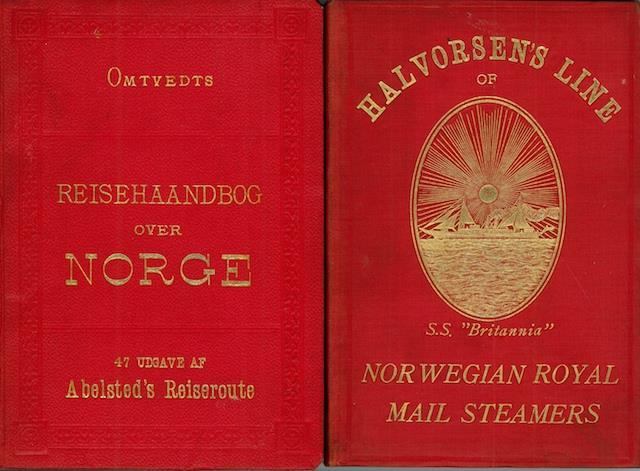 OMTVEDTS
REISEHAANDBOG
OVER
NORGE
47 UDGAVE AF
Abelsted's Reiseroute
HALVORSEN'S LINE
OF
S.S. "Britannia"
NORWEGIAN ROYAL
MAIL STEAMERS